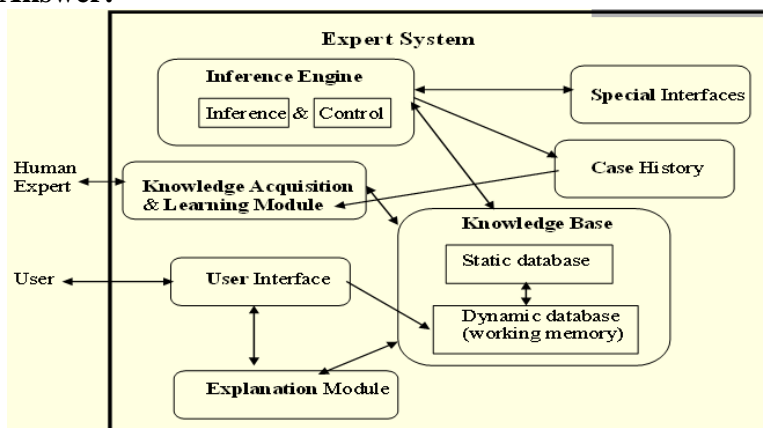 Answer:
Expert System
Inference Engine
Inference & Control
Special Interfaces
Case History
Human
Expert
Knowledge Acquisition
& Learning Module
Knowledge Base
Static database
User
User Interface
Dynamic database
(working memory)
Explanation Module